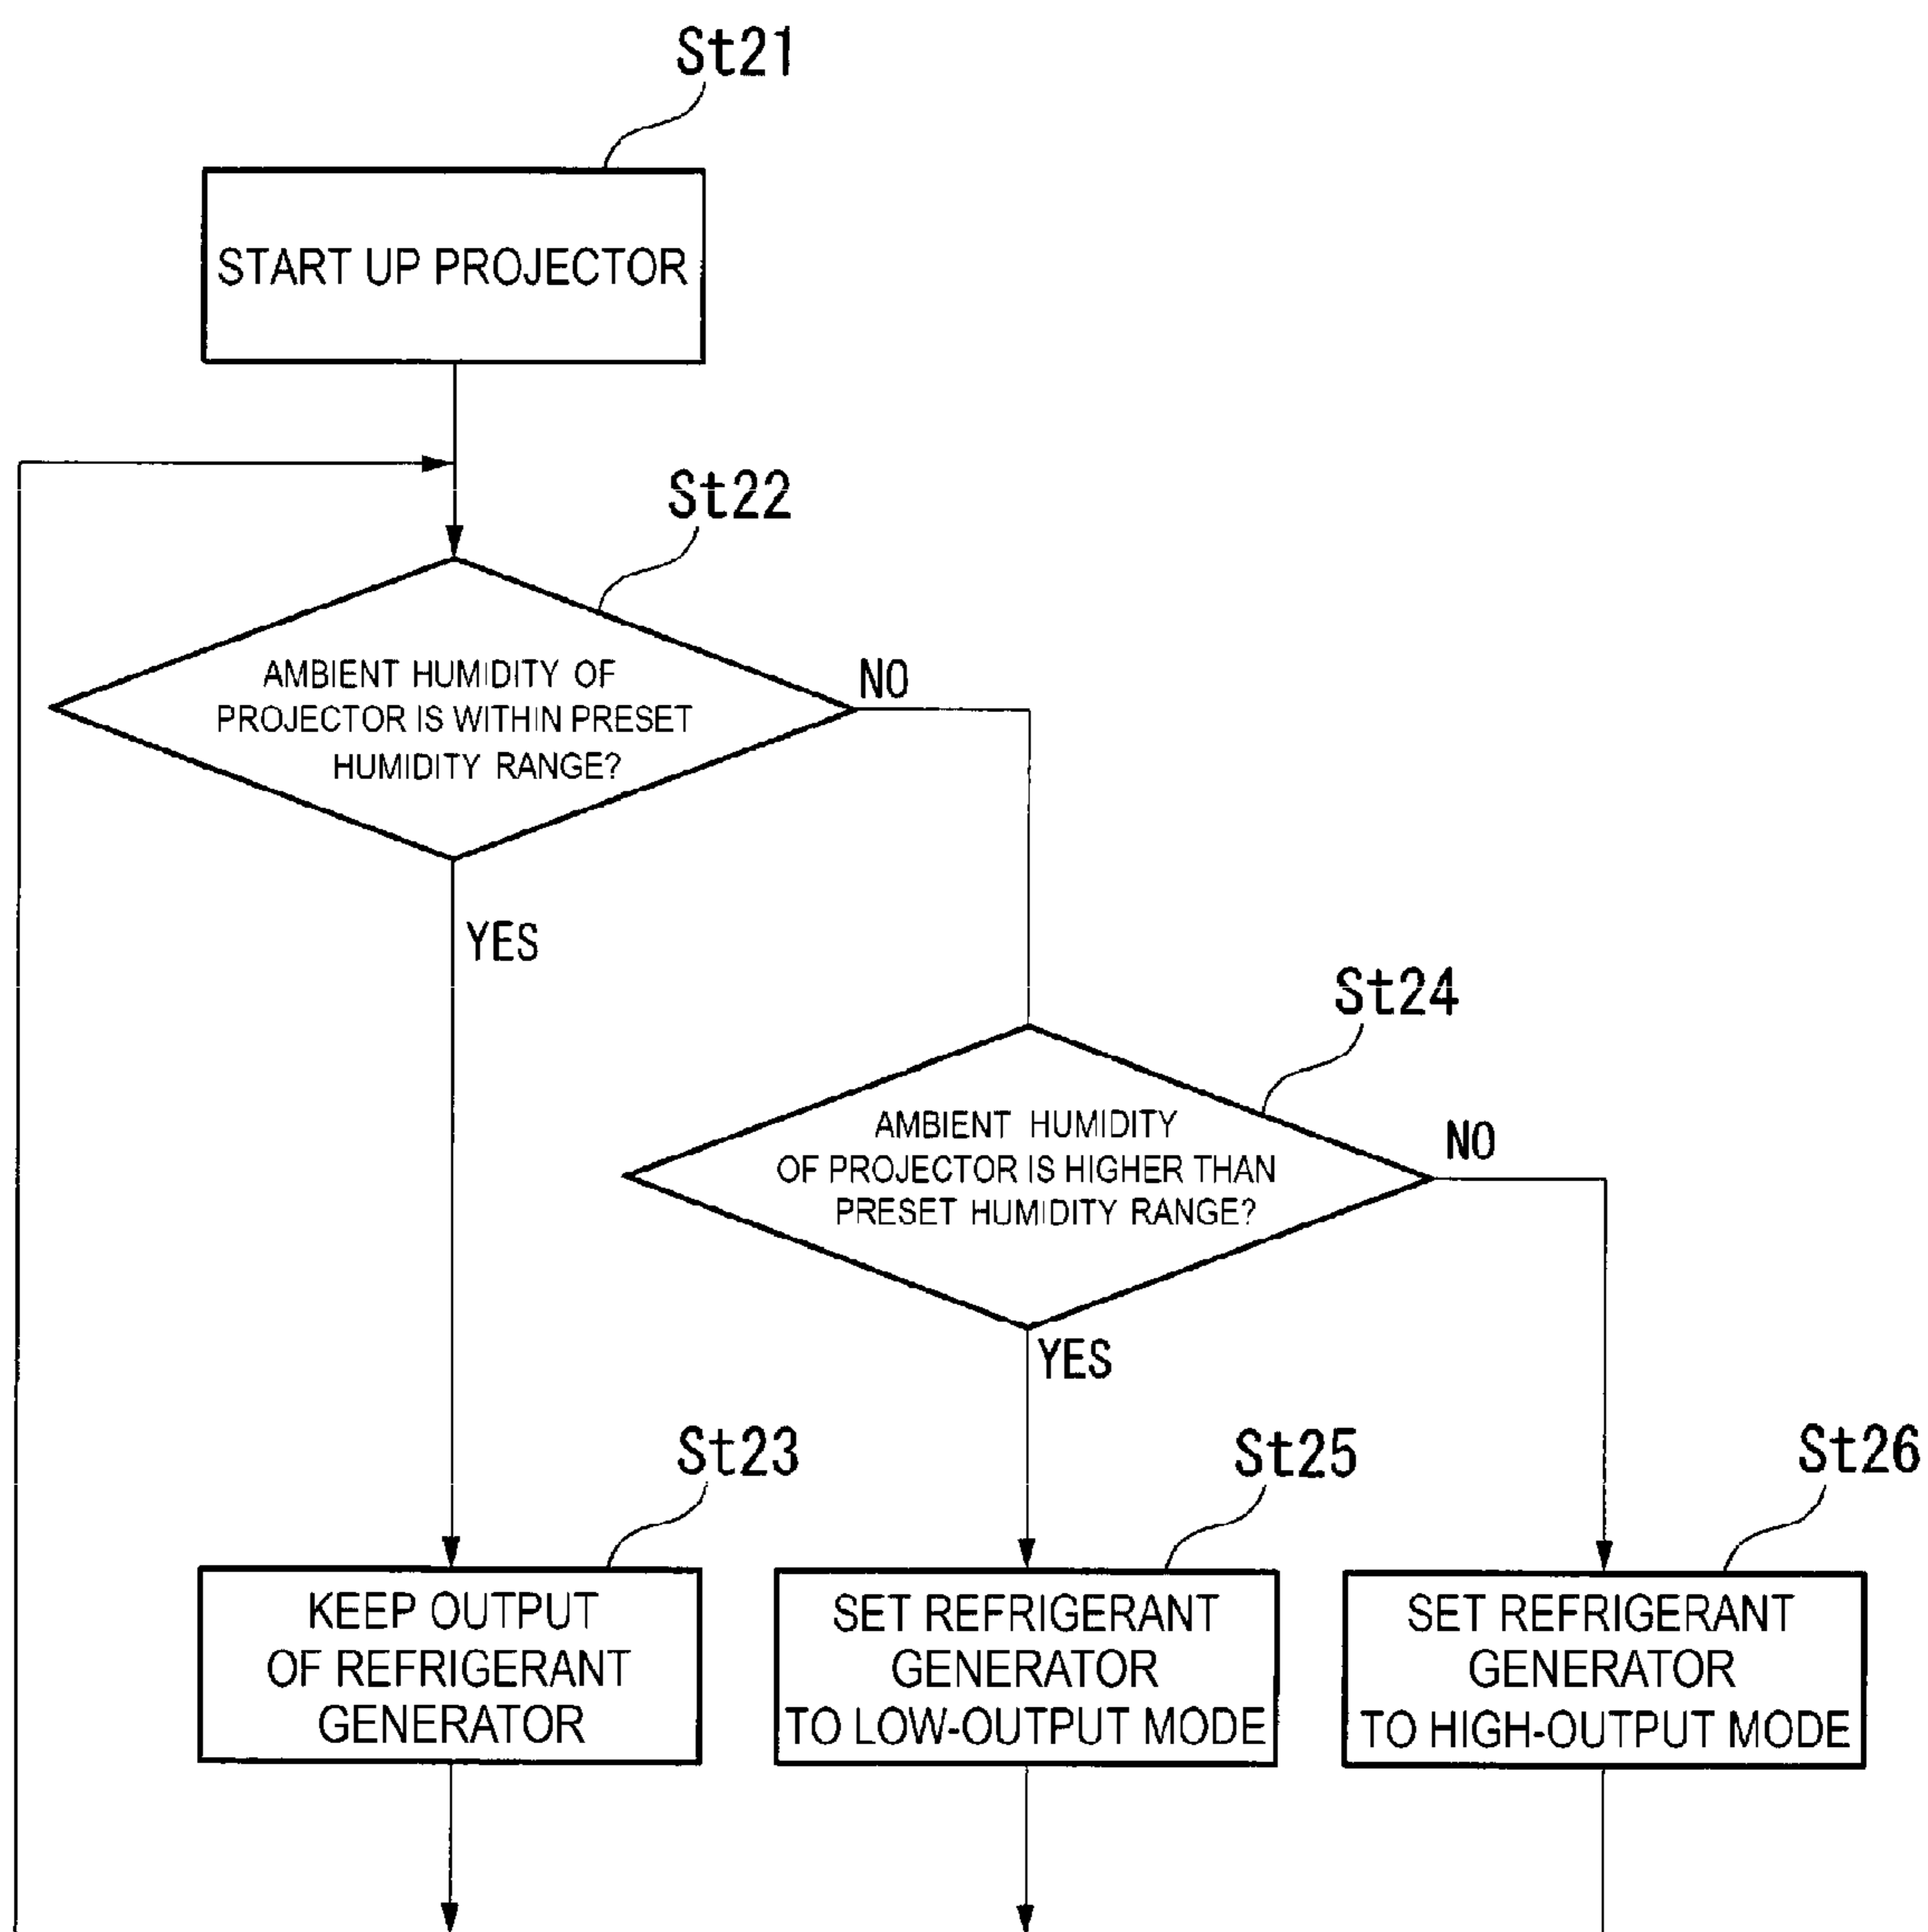 St21
START UP PROJECTOR
St22
AMBIENT HUMIDITY OF
PROJECTOR IS WITHIN PRESET
HUMIDITY RANGE?
NO
YES
St24
AMBIENT HUMIDITY
OF PROJECTOR IS HIGHER THAN
PRESET HUMIDITY RANGE?
NO
YES
St23
KEEP OUTPUT
OF REFRIGERANT
GENERATOR
St25
SET REFRIGERANT
GENERATOR
TO LOW-OUTPUT MODE
St26
SET REFRIGERANT
GENERATOR
TO HIGH-OUTPUT MODE